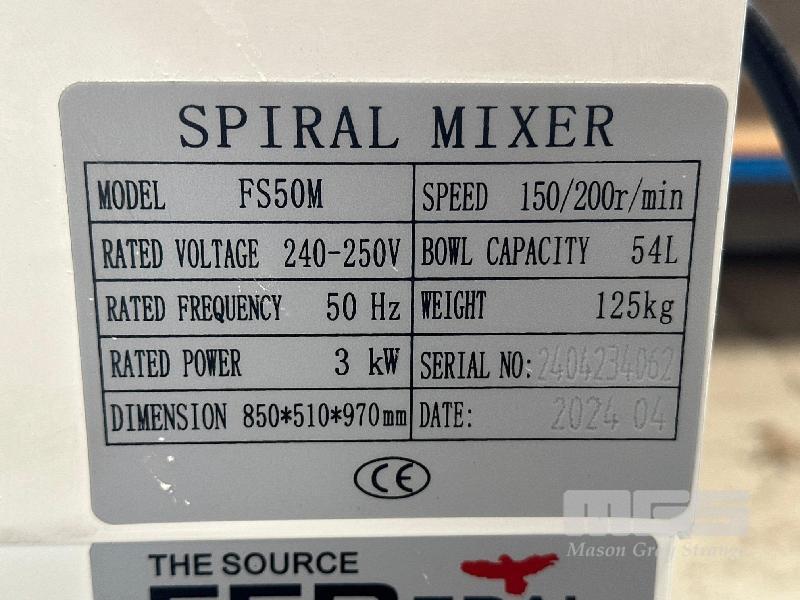 SPIRAL MIXER
MODEL FS50M SPEED 150/200r/min
RATED VOLTAGE 240-250V BOWL CAPACITY 54L
RATED FREQUENCY 50 Hz WEIGHT 125kg
RATED POWER 3 kW SERIAL NO: 2404234062
DIMENSION 850*510*970mm DATE: 2024 04
CE
MGS
Mason Gray Strange
THE SOURCE